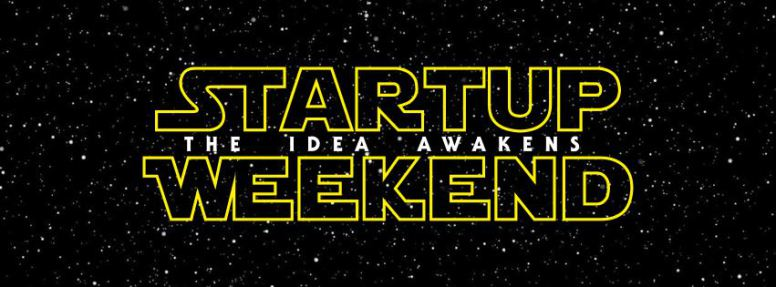 STARTUP
THE IDEA AWAKENS
WEEKEND